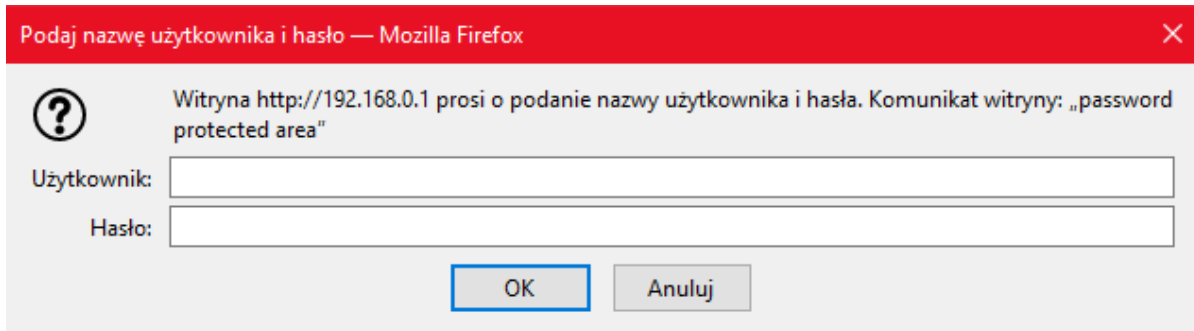 Podaj nazwę użytkownika i hasło — Mozilla Firefox
Witryna http://192.168.0.1 prosi o podanie nazwy użytkownika i hasła. Komunikat witryny: „password
protected area”
Użytkownik:
Hasło:
OK Anuluj